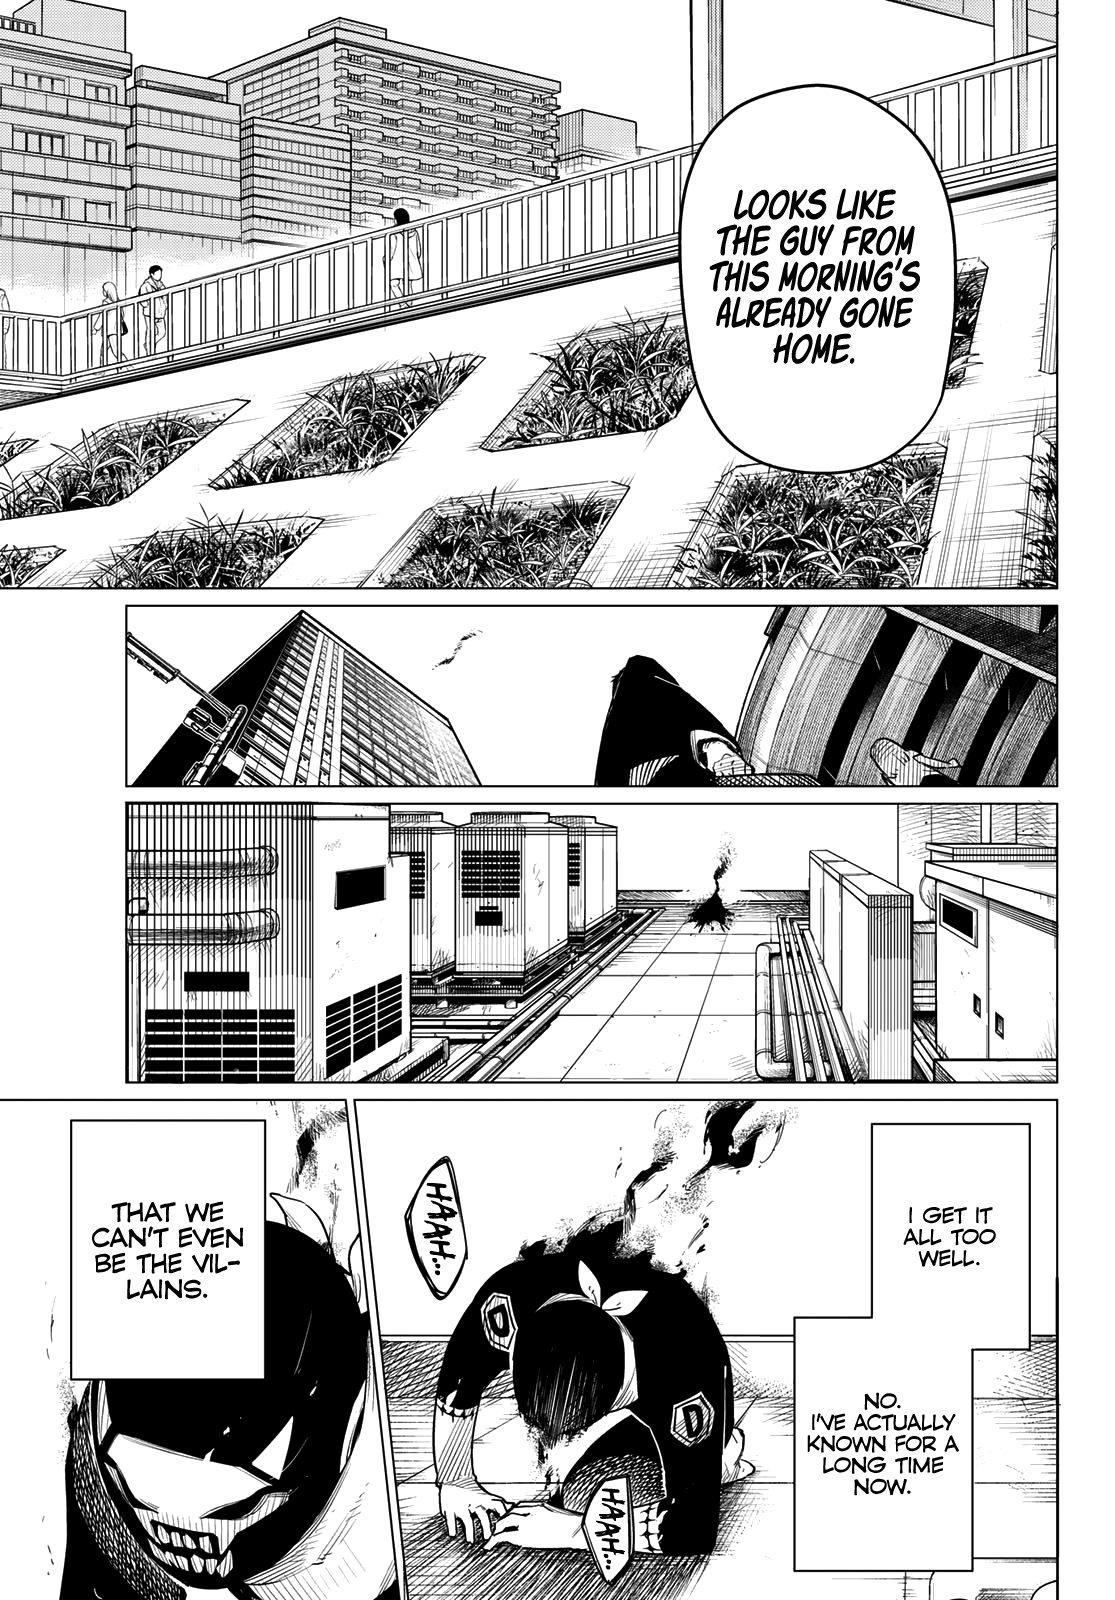 LOOKS LIKE
THE GUY FROM
THIS MORNING'S
ALREADY GONE
HOME.
I GET IT
ALL TOO
WELL.
NO.
I'VE ACTUALLY
KNOWN FOR A
LONG TIME
NOW.
HAAH...
D
D
HAAH...
THAT WE
CAN'T EVEN
BE THE VIL-
LAINS.